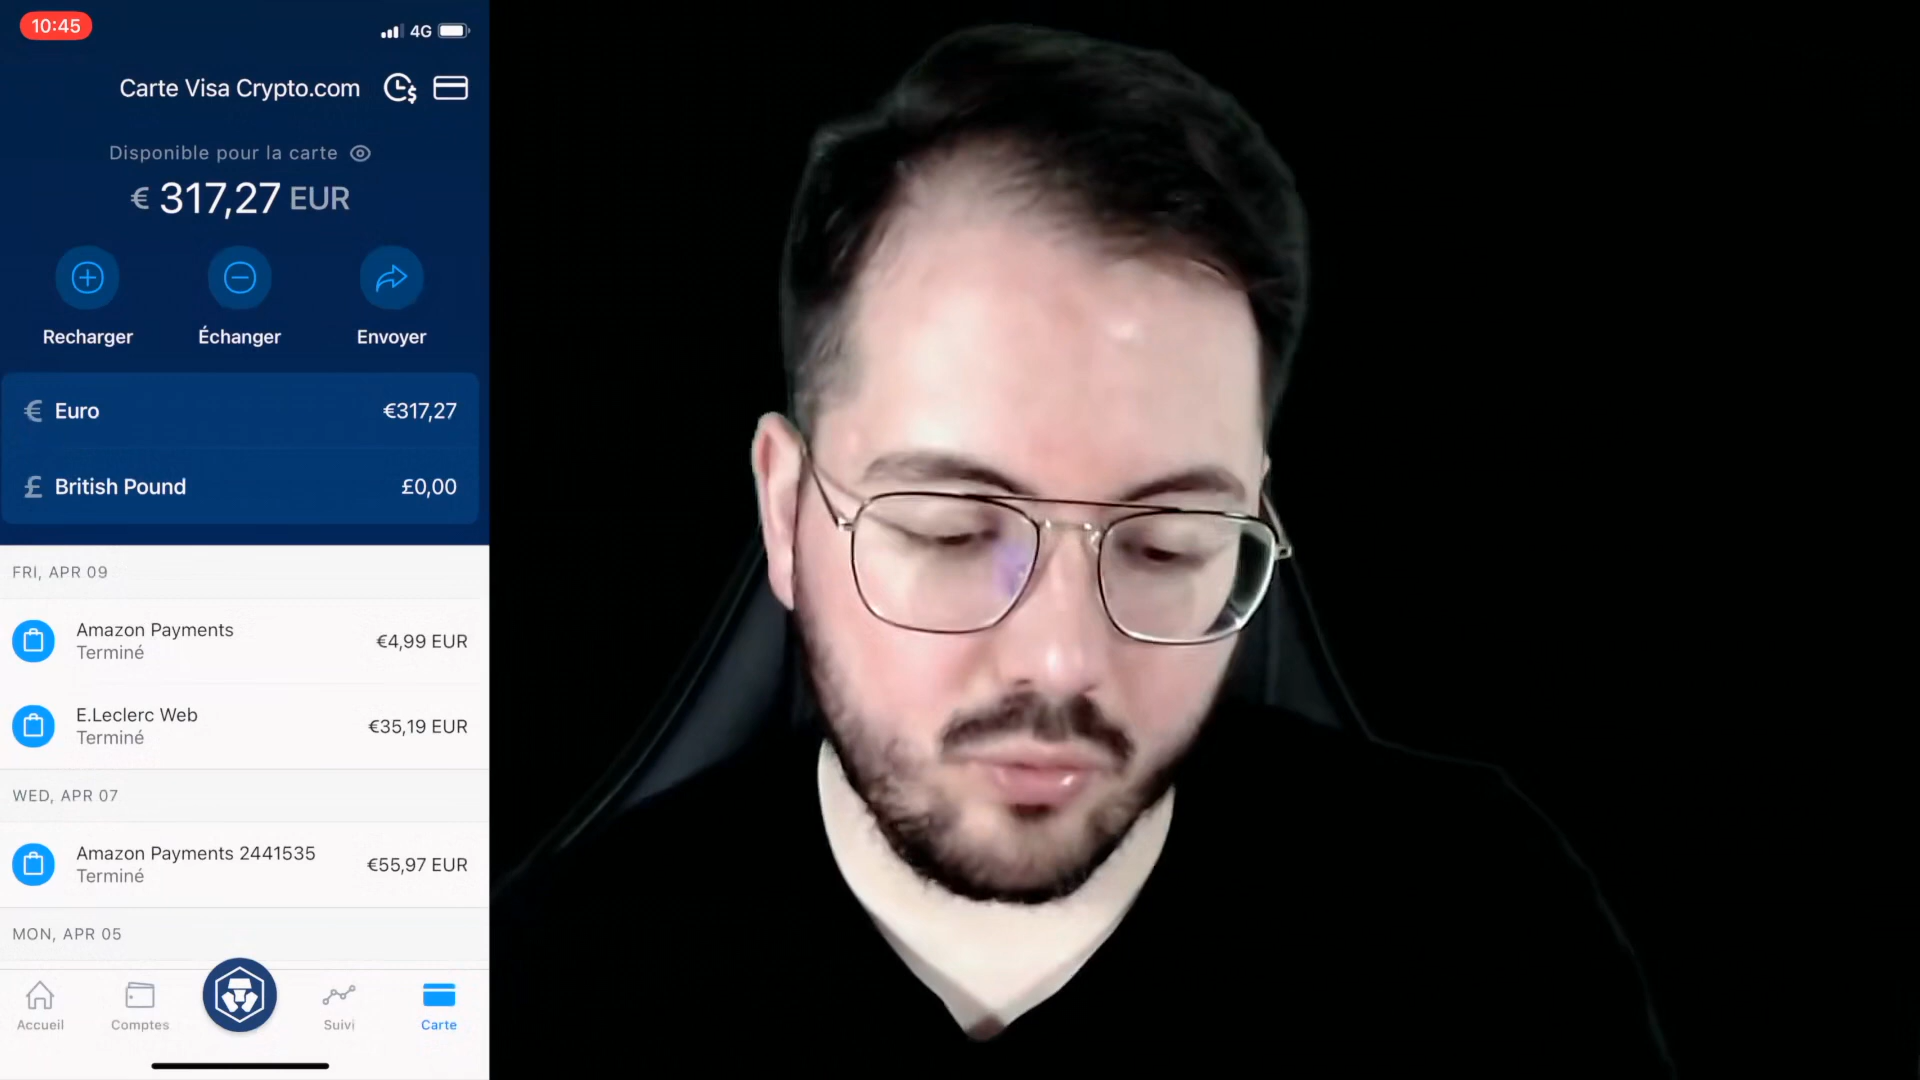 10:45
4G
Carte Visa Crypto.com
Disponible pour la carte
€ 317,27 EUR
Recharger
Échanger
Envoyer
€ Euro €317,27
£ British Pound £0,00
FRI, APR 09
Amazon Payments
Terminé
€4,99 EUR
E.Leclerc Web
Terminé
€35,19 EUR
WED, APR 07
Amazon Payments 2441535
Terminé
€55,97 EUR
MON, APR 05
Accueil
Comptes
Suivi
Carte